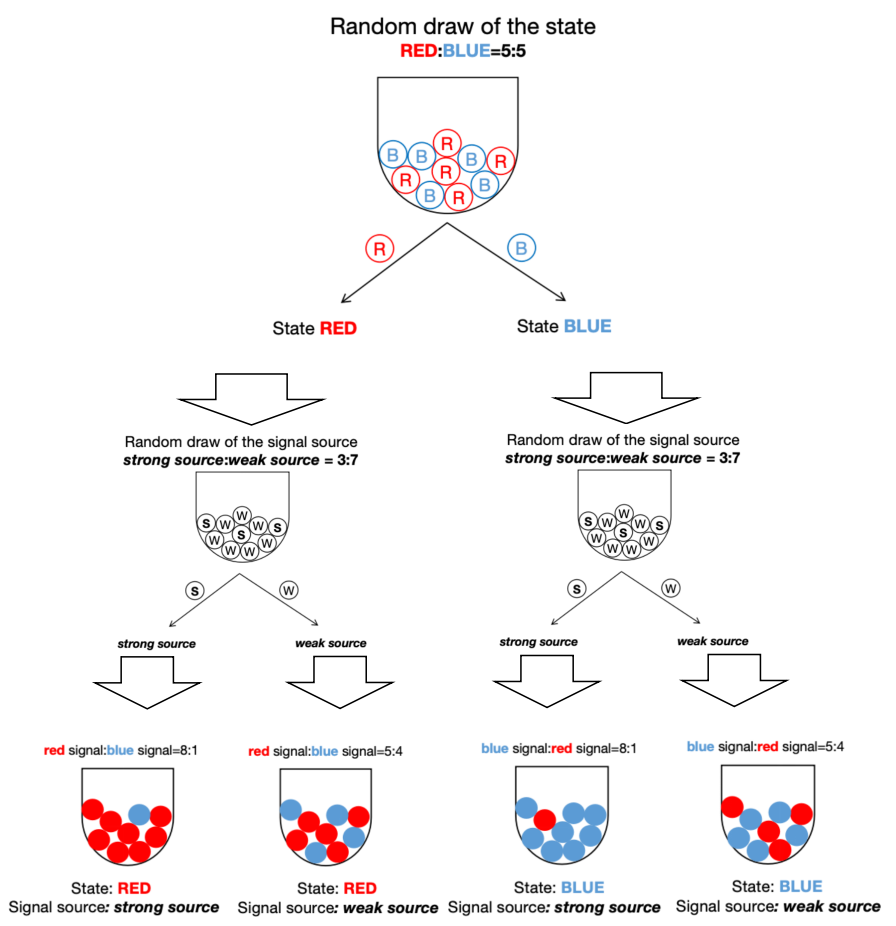 Random draw of the state
RED:BLUE=5:5
R
B B B R
R
R B
B R
R B
State RED State BLUE
Random draw of the signal source
strong source:weak source = 3:7
Random draw of the signal source
strong source:weak source = 3:7
W
S W W S
S
W W
W W
W
S W W S
S
W W
W W
S W S W
strong source weak source strong source weak source
red signal:blue signal=8:1
red signal:blue signal=5:4
blue signal:red signal=8:1
blue signal:red signal=5:4
State: RED
Signal source: strong source
State: RED
Signal source: weak source
State: BLUE
Signal source: strong source
State: BLUE
Signal source: weak source